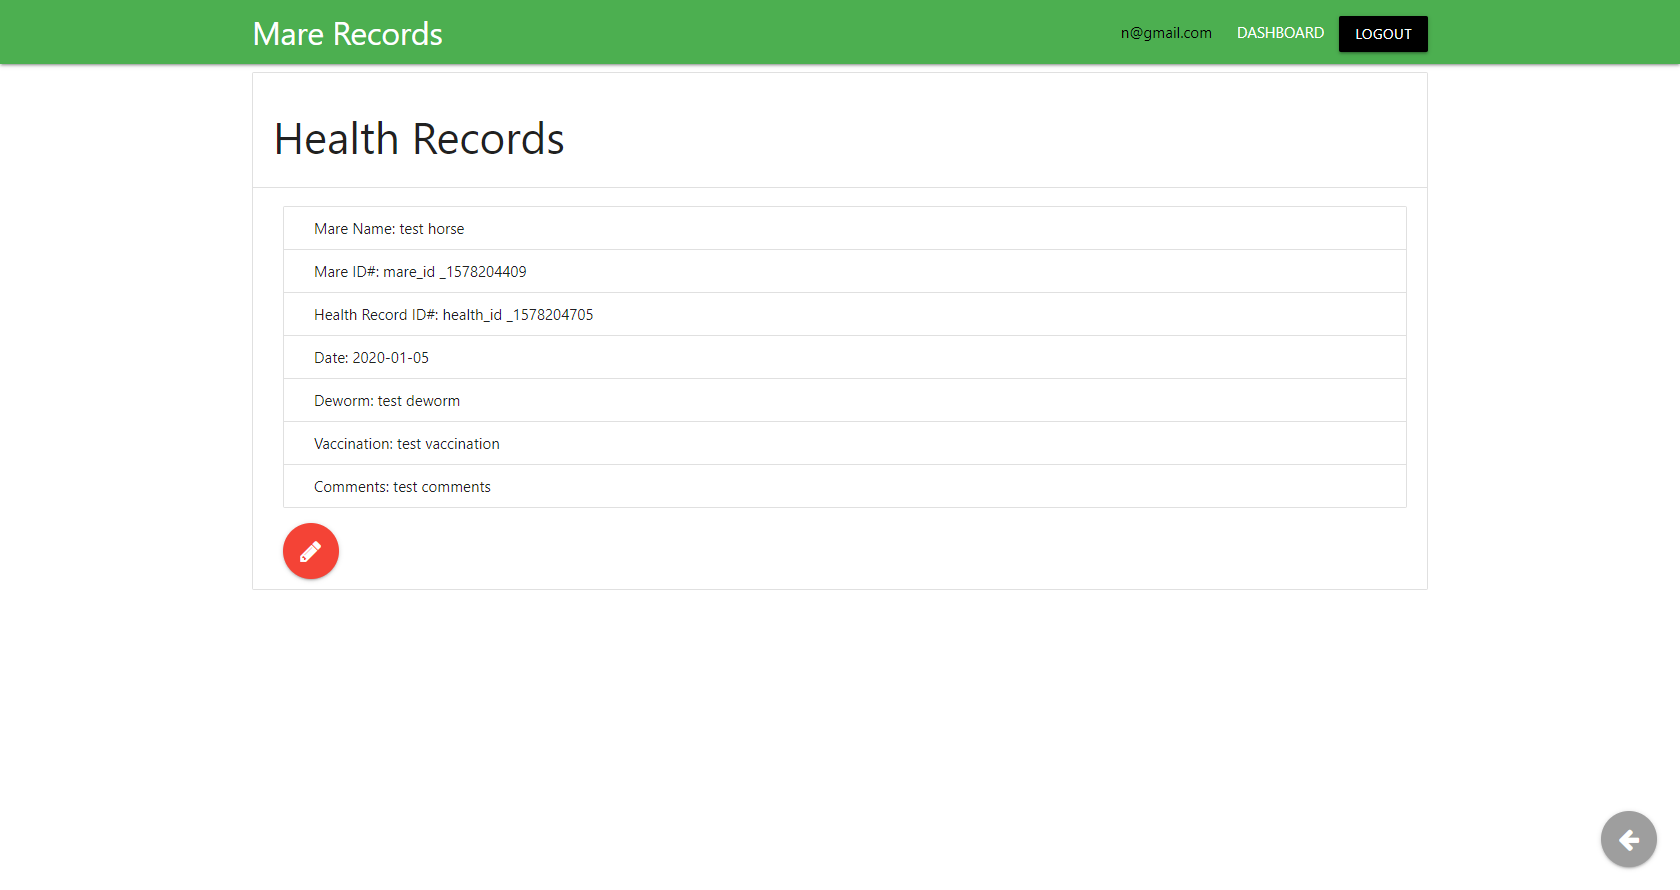 Mare Records
n@gmail.com
DASHBOARD
LOGOUT
Health Records
Mare Name: test horse
Mare ID#: mare_id _1578204409
Health Record ID#: health_id _1578204705
Date: 2020-01-05
Deworm: test deworm
Vaccination: test vaccination
Comments: test comments